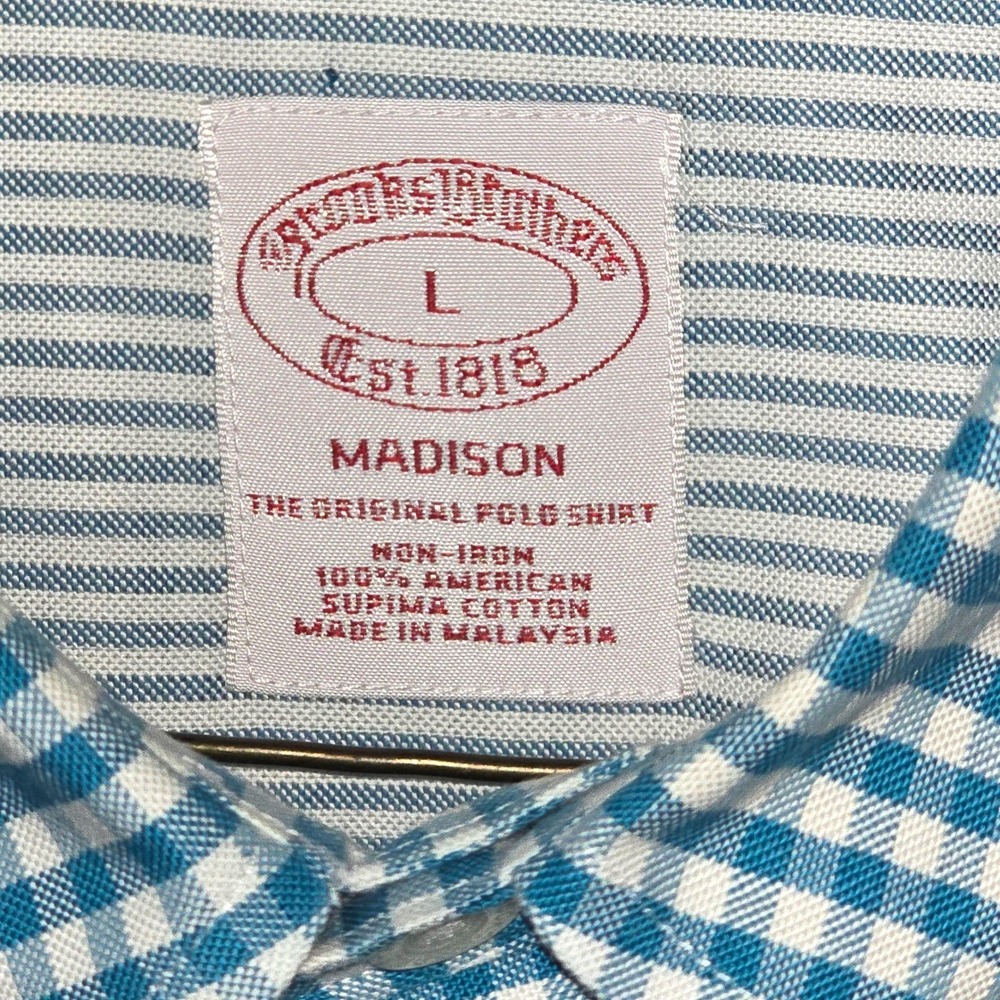 Brooks Brothers
L
Est. 1818
MADISON
THE ORIGINAL POLO SHIRT
NON-IRON
100% AMERICAN
SUPIMA COTTON
MADE IN MALAYSIA